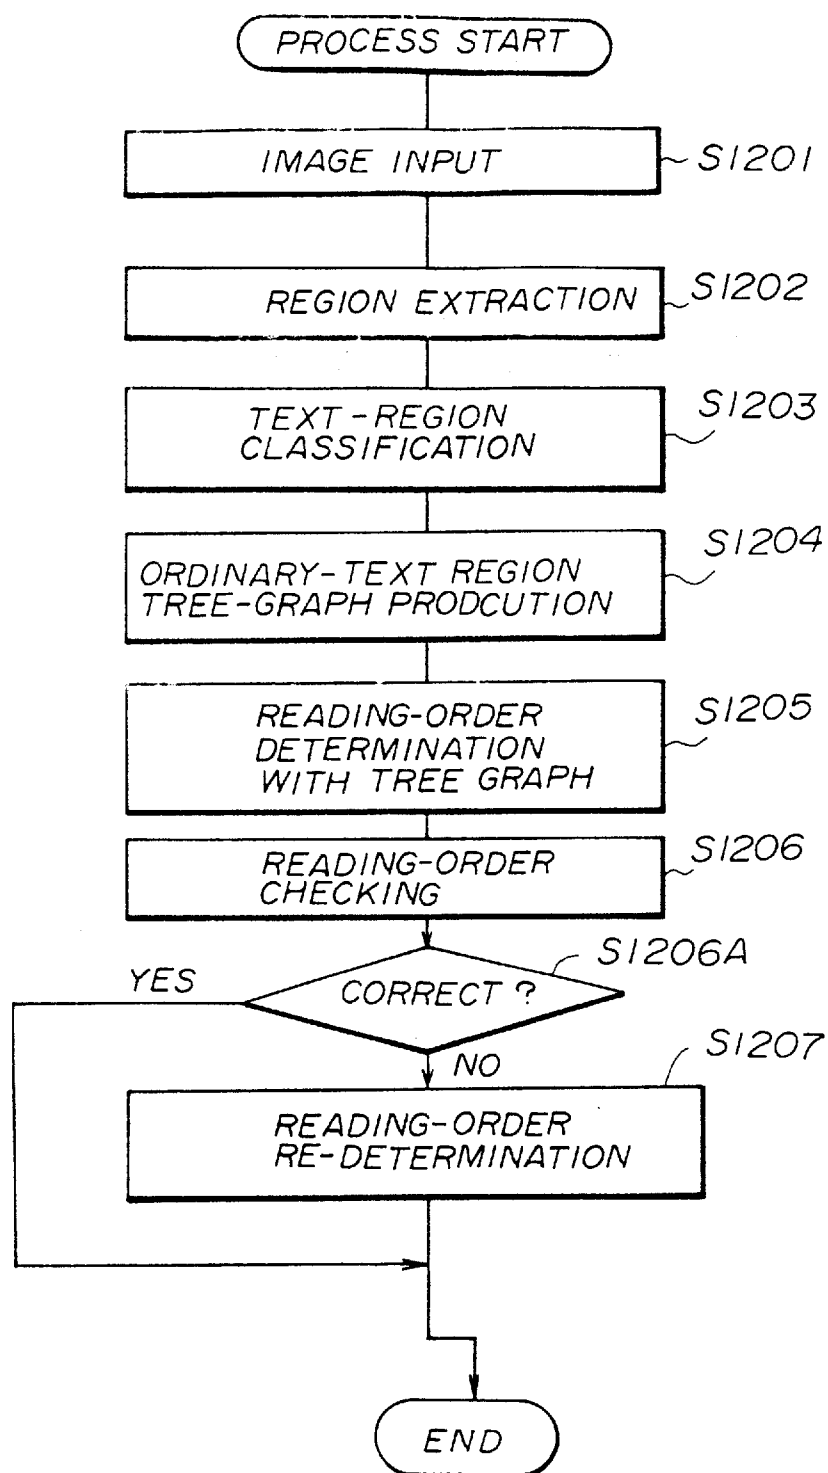 PROCESS START
IMAGE INPUT
S1201
REGION EXTRACTION
S1202
TEXT-REGION
CLASSIFICATION
S1203
ORDINARY-TEXT REGION
TREE-GRAPH PRODCUTION
S1204
READING-ORDER
DETERMINATION
WITH TREE GRAPH
S1205
READING-ORDER
CHECKING
S1206
CORRECT ?
S1206A
YES
NO
READING-ORDER
RE-DETERMINATION
S1207
END